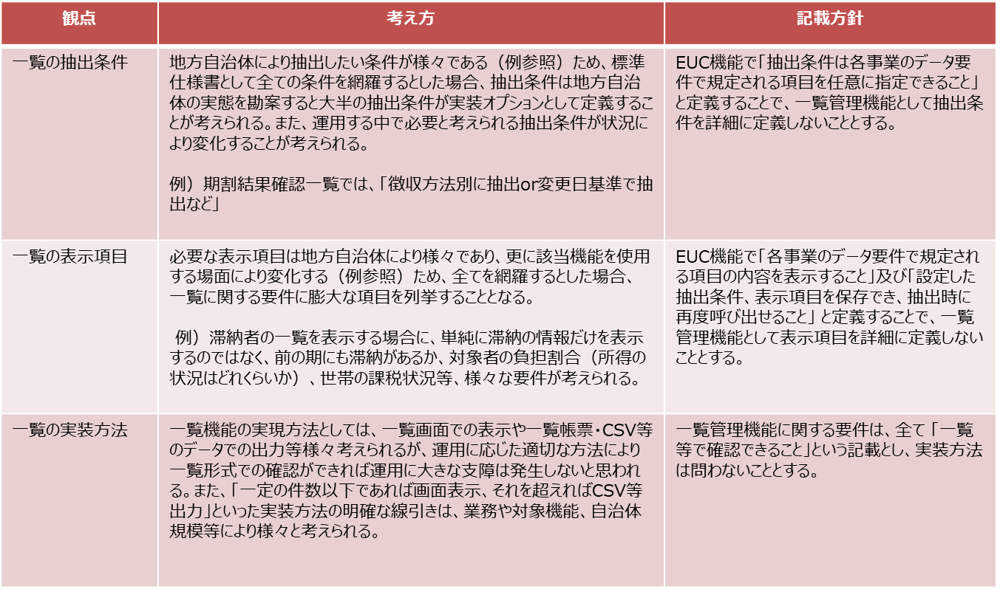 観点
考え方
記載方針
一覧の抽出条件
地方自治体により抽出したい条件が様々である（例参照）ため、標準
仕様書として全ての条件を網羅するとした場合、抽出条件は地方自治
体の実態を勘案すると大半の抽出条件が実装オプションとして定義するこ
とが考えられる。また、運用する中で必要と考えられる抽出条件が状況に
より変化することが考えられる。
例）期割結果確認一覧では、「徴収方法別に抽出or変更日基準で抽
出など」
EUC機能で「抽出条件は各事業のデータ要
件で規定される項目を任意に指定できること」
と定義することで、一覧管理機能として抽出条
件を詳細に定義しないこととする。
一覧の表示項目
必要な表示項目は地方自治体により様々であり、更に該当機能を使用
する場面により変化する（例参照）ため、全てを網羅するとした場合、
一覧に関する要件に膨大な項目を列挙することとなる。
例）滞納者の一覧を表示する場合に、単純に滞納の情報だけを表示
するのではなく、前の期にも滞納があるか、対象者の負担割合（所得の
状況はどれくらいか）、世帯の課税状況等、様々な要件が考えられる。
EUC機能で「各事業のデータ要件で規定され
る項目の内容を表示すること」及び「設定した
抽出条件、表示項目を保存でき、抽出時に
再度呼び出せること」 と定義することで、一覧
管理機能として表示項目を詳細に定義しない
こととする。
一覧の実装方法
一覧機能の実現方法としては、一覧画面での表示や一覧帳票・CSV等
のデータでの出力等様々考えられるが、運用に応じた適切な方法により
一覧形式での確認ができれば運用に大きな支障は発生しないと思われ
る。また、「一定の件数以下であれば画面表示、それを超えればCSV等
出力」といった実装方法の明確な線引きは、業務や対象機能、自治体
規模等により様々と考えられる。
一覧管理機能に関する要件は、全て 「一覧
等で確認できること」という記載とし、実装方法
は問わないこととする。